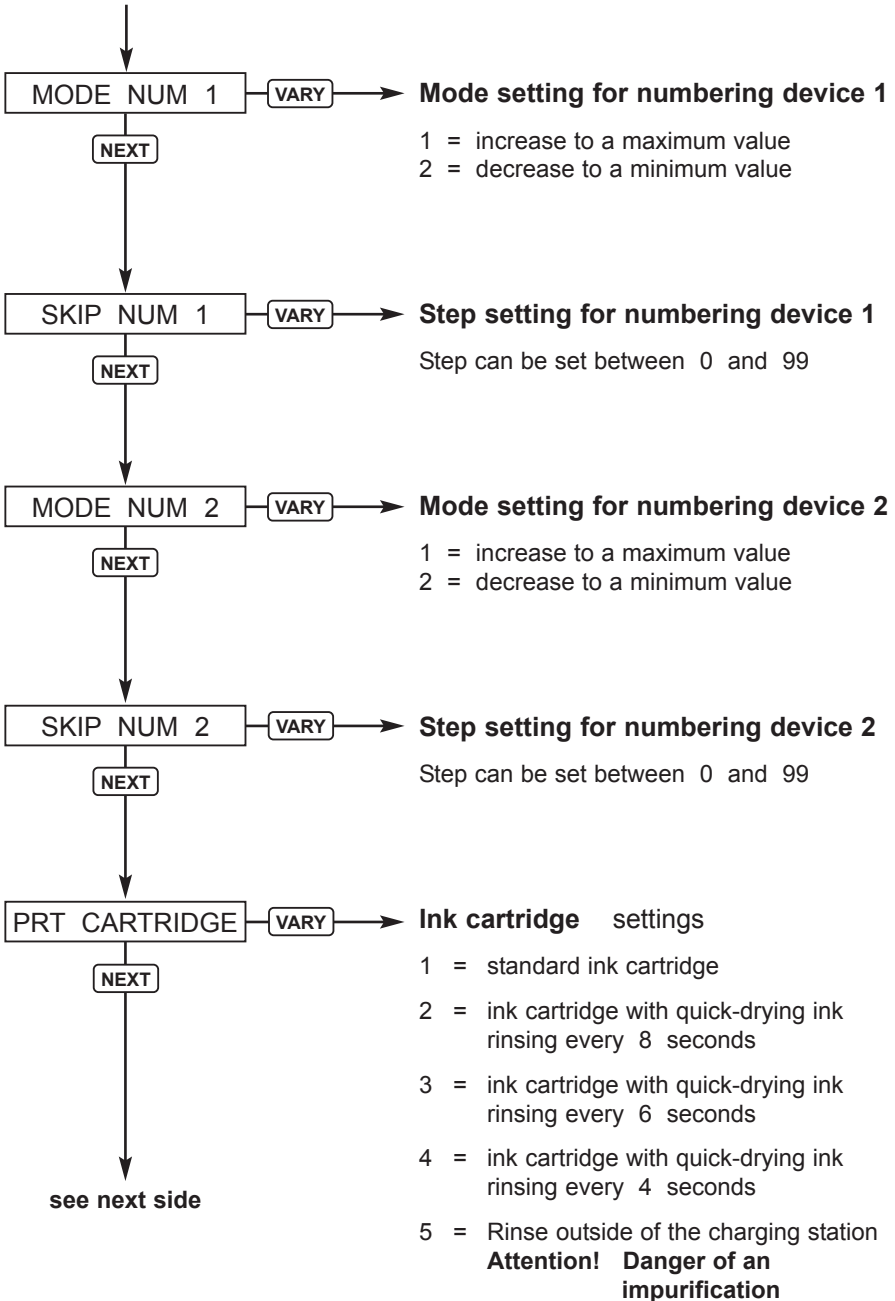 MODE NUM 1 VARY Mode setting for numbering device 1
1 = increase to a maximum value
NEXT
2 = decrease to a minimum value
SKIP NUM 1 VARY Step setting for numbering device 1
Step can be set between 0 and 99
NEXT
MODE NUM 2 VARY Mode setting for numbering device 2
1 = increase to a maximum value
NEXT
2 = decrease to a minimum value
SKIP NUM 2 VARY Step setting for numbering device 2
Step can be set between 0 and 99
NEXT
PRT CARTRIDGE VARY Ink cartridge settings
1 = standard ink cartridge
NEXT
2 = ink cartridge with quick-drying ink
rinsing every 8 seconds
3 = ink cartridge with quick-drying ink
rinsing every 6 seconds
4 = ink cartridge with quick-drying ink
rinsing every 4 seconds
see next side
5 = Rinse outside of the charging station
Attention! Danger of an
impurification